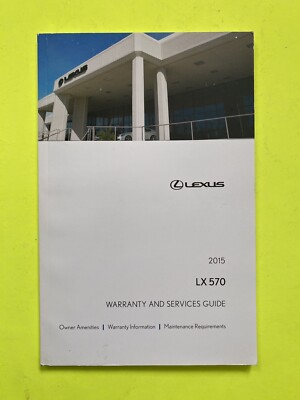 LEXUS
LEXUS
2015
LX 570
WARRANTY AND SERVICES GUIDE
Owner Amenities | Warranty Information | Maintenance Requirements